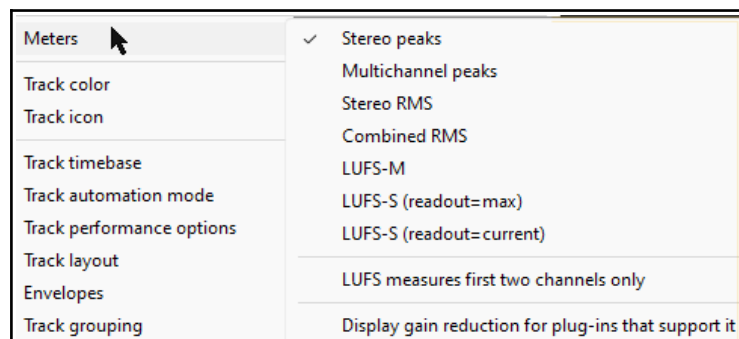 Meters
Track color
Track icon
Track timebase
Track automation mode
Track performance options
Track layout
Envelopes
Track grouping
Stereo peaks
Multichannel peaks
Stereo RMS
Combined RMS
LUFS-M
LUFS-S (readout=max)
LUFS-S (readout=current)
LUFS measures first two channels only
Display gain reduction for plug-ins that support it